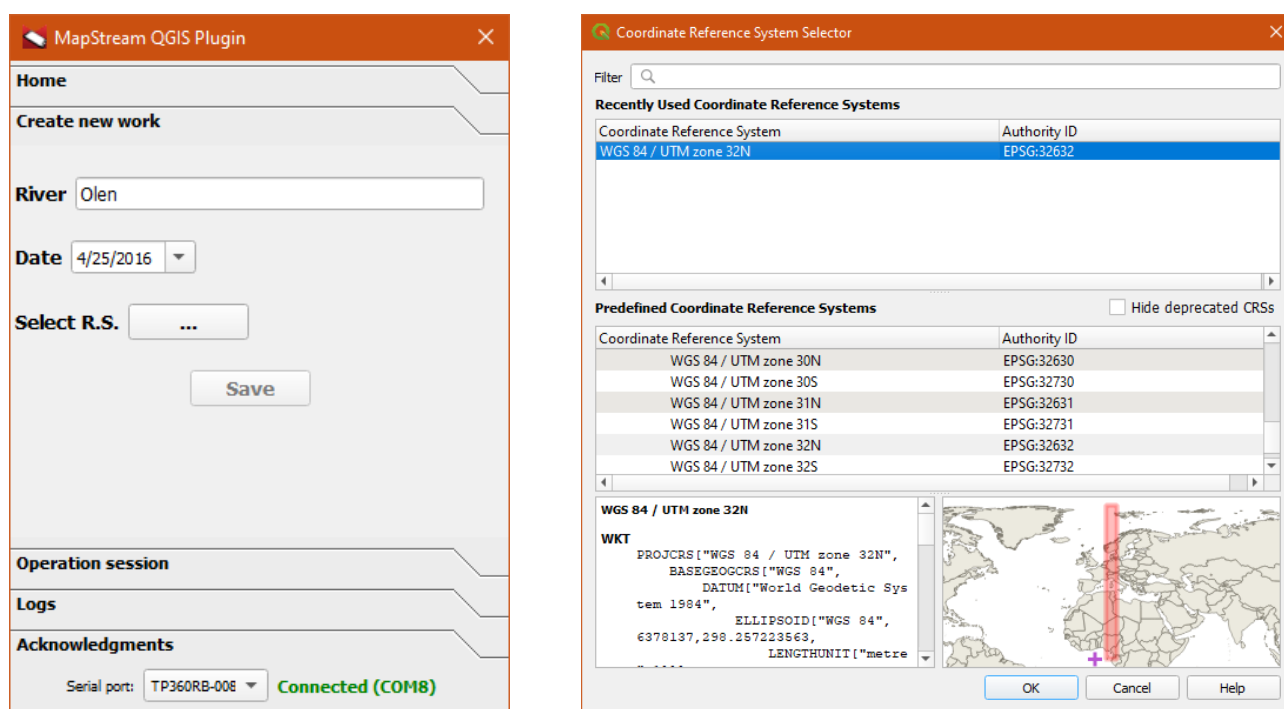 MapStream QGIS Plugin
Home
Create new work
River Olen
Date 4/25/2016
Select R.S. ...
Save
Operation session
Logs
Acknowledgments
Serial port: TP360RB-008 Connected (COM8)
Coordinate Reference System Selector
Filter
Recently Used Coordinate Reference Systems
Coordinate Reference System Authority ID
WGS 84 / UTM zone 32N EPSG:32632
Predefined Coordinate Reference Systems Hide deprecated CRSs
Coordinate Reference System Authority ID
WGS 84 / UTM zone 30N EPSG:32630
WGS 84 / UTM zone 30S EPSG:32730
WGS 84 / UTM zone 31N EPSG:32631
WGS 84 / UTM zone 31S EPSG:32731
WGS 84 / UTM zone 32N EPSG:32632
WGS 84 / UTM zone 32S EPSG:32732
WGS 84 / UTM zone 32N
WKT
PROJCRS["WGS 84 / UTM zone 32N",
BASEGEOGCRS["WGS 84",
DATUM["World Geodetic Sys
tem 1984",
ELLIPSOID["WGS 84",
6378137,298.257223563,
LENGTHUNIT["metre
OK Cancel Help